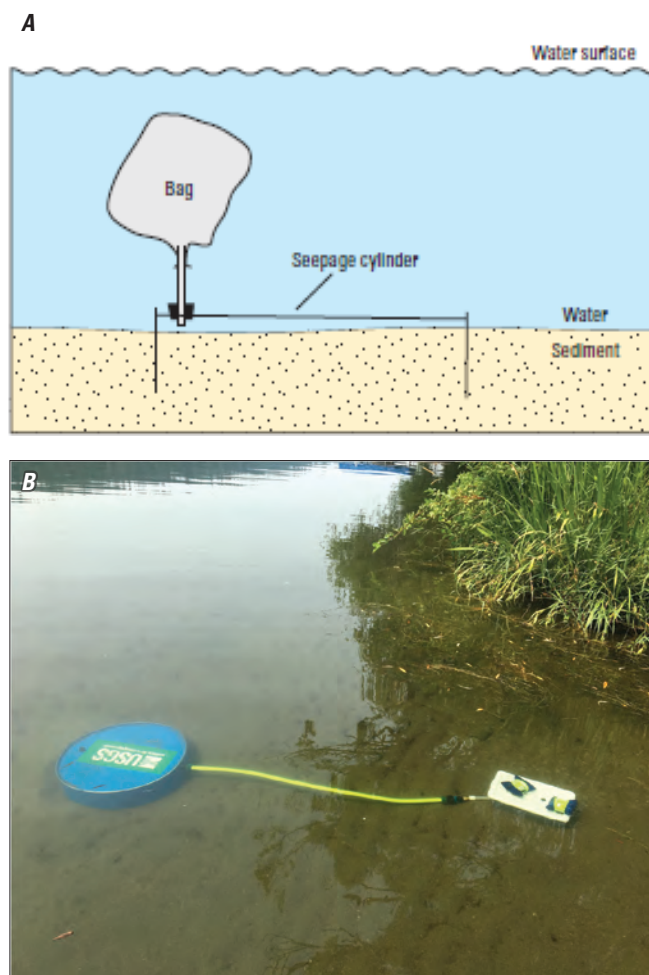 A
Water surface
Bag
Seepage cylinder
Water
Sediment
B
USGS